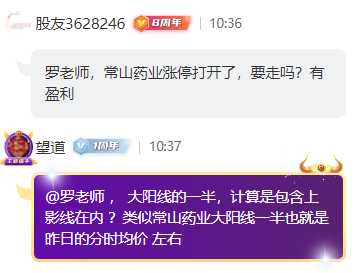 股友3628246 V 8周年 | 10:36
罗老师，常山药业涨停打开了，要走吗？有
盈利
望道 V 1周年 | 10:37
@罗老师 ， 大阳线的一半，计算是包含上
影线在内 ？类似常山药业大阳线一半也就是
昨日的分时均价 左右